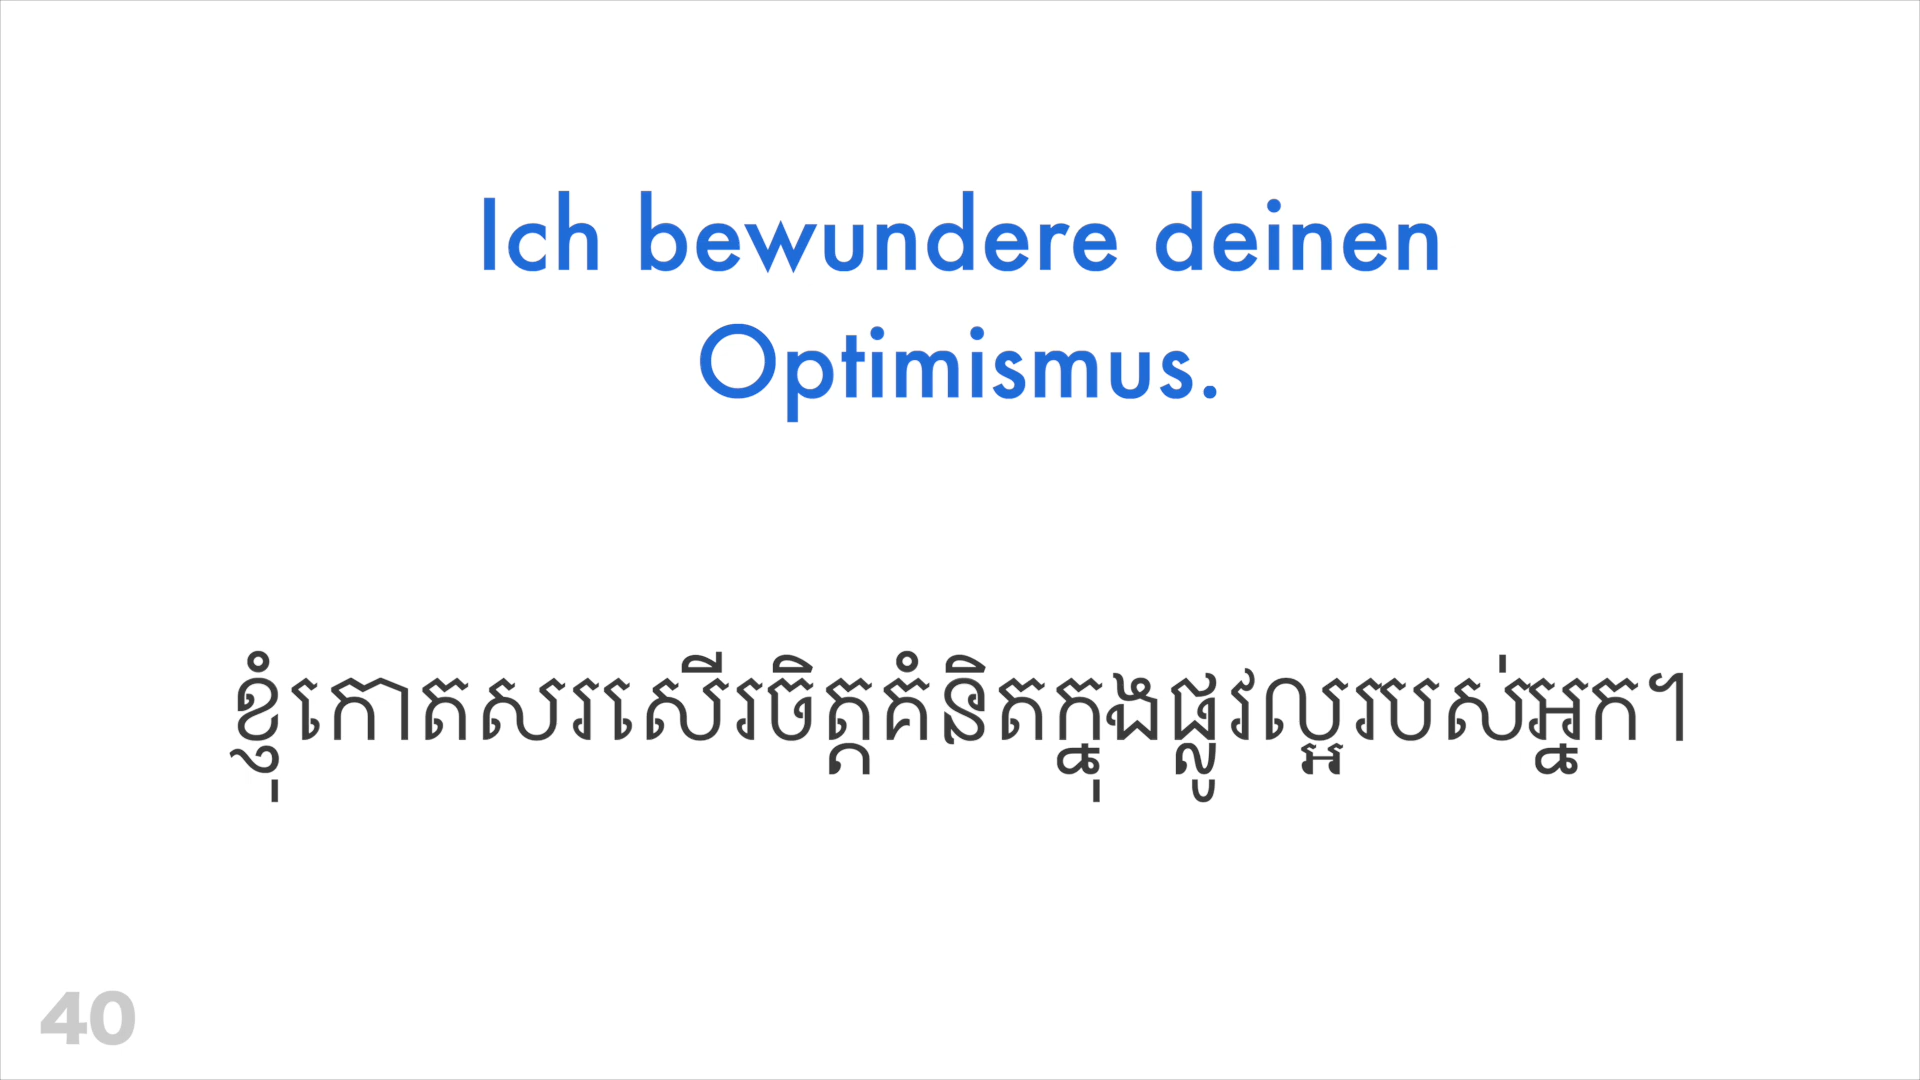 Ich bewundere deinen
Optimismus.
ខ្ញុំកោតសរសើរចិត្តគំនិតក្នុងផ្លូវល្អរបស់អ្នក។
40